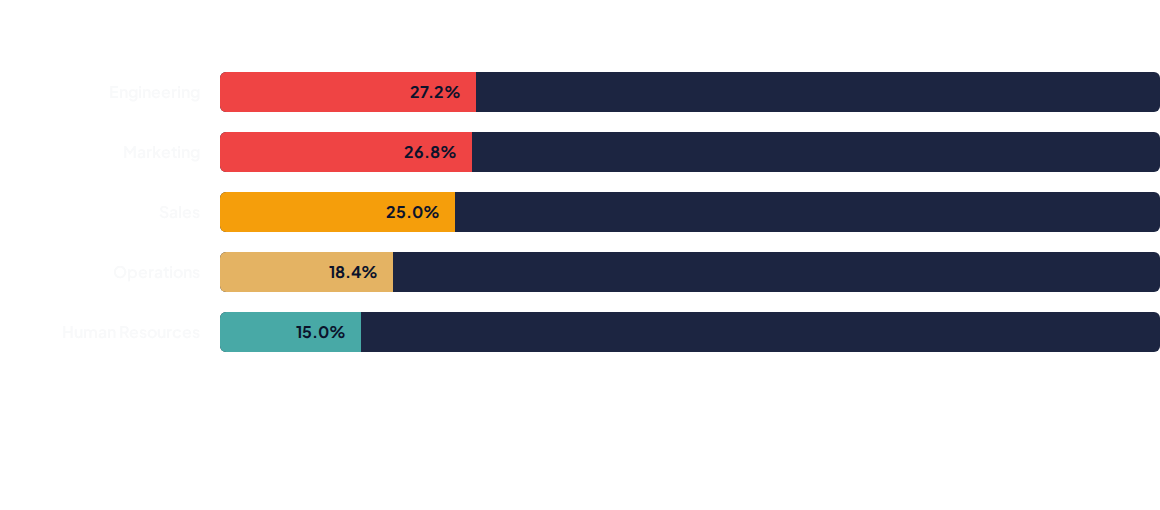 Engineering 27.2%
Marketing 26.8%
Sales 25.0%
Operations 18.4%
Human Resources 15.0%